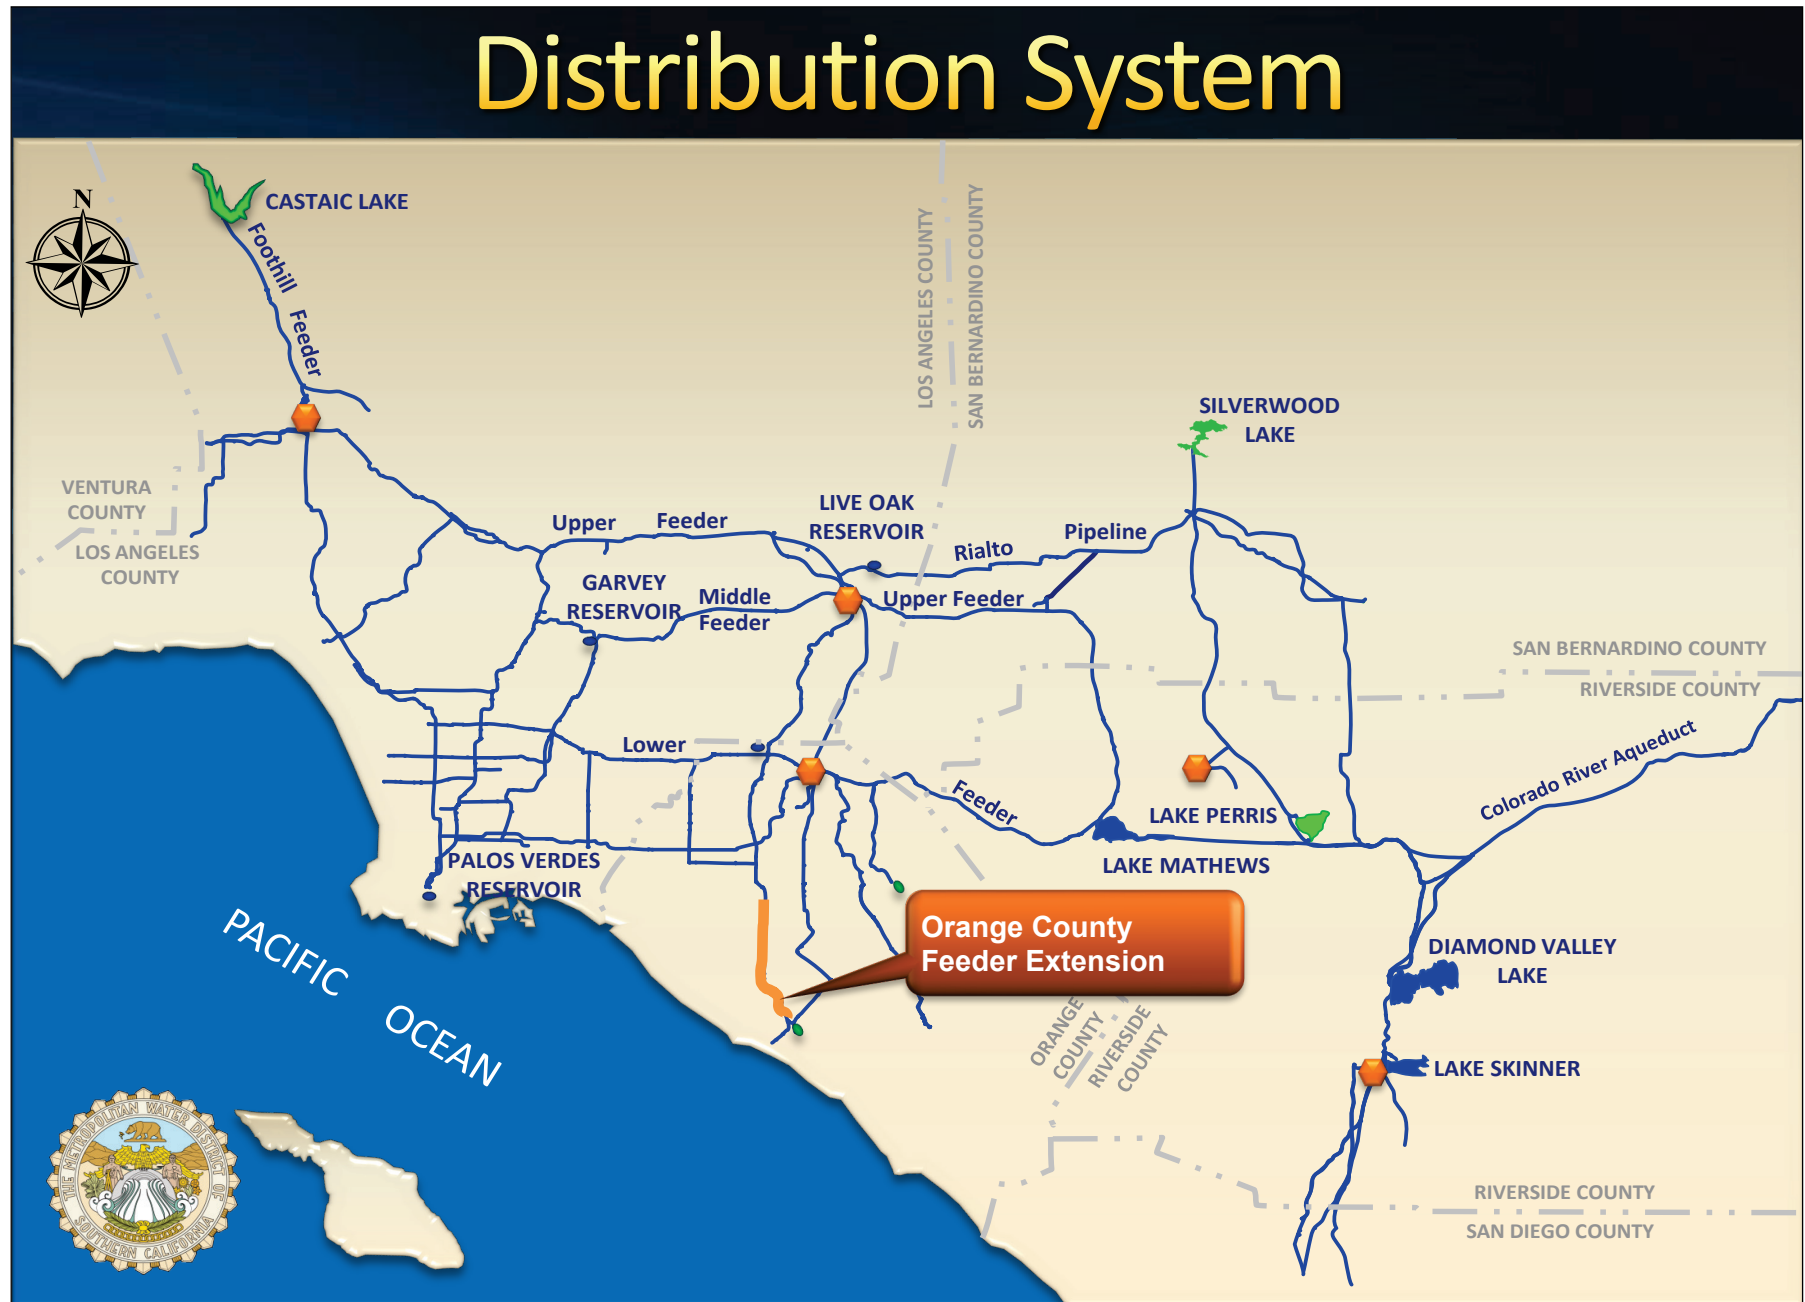 Distribution System
N
CASTAIC LAKE
Foothill Feeder
LOS ANGELES COUNTY
SAN BERNARDINO COUNTY
SILVERWOOD
LAKE
VENTURA
COUNTY
LOS ANGELES
COUNTY
Upper Feeder
LIVE OAK
RESERVOIR
Rialto Pipeline
GARVEY
RESERVOIR
Middle
Feeder
Upper Feeder
SAN BERNARDINO COUNTY
RIVERSIDE COUNTY
Lower Feeder
Colorado River Aqueduct
LAKE PERRIS
LAKE MATHEWS
PALOS VERDES
RESERVOIR
Orange County
Feeder Extension
PACIFIC OCEAN
DIAMOND VALLEY
LAKE
ORANGE
COUNTY
RIVERSIDE
COUNTY
LAKE SKINNER
THE METROPOLITAN WATER DISTRICT OF
SOUTHERN CALIFORNIA
RIVERSIDE COUNTY
SAN DIEGO COUNTY